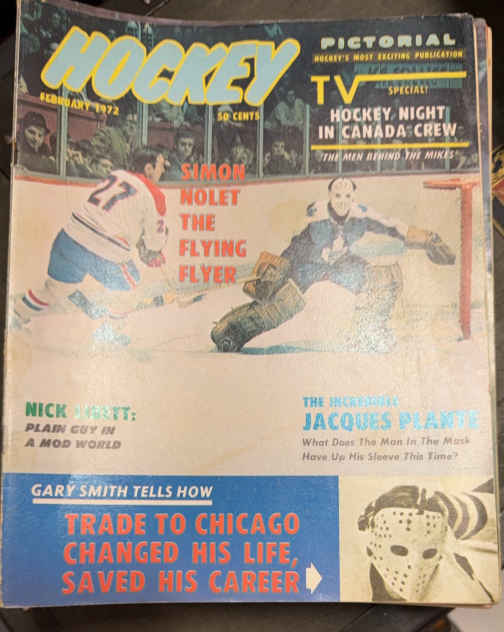 HOCKEY
PICTORIAL
HOCKEY'S MOST EXCITING PUBLICATION
FEBRUARY 1972
50 CENTS
TV
SPECIAL!
HOCKEY NIGHT
IN CANADA CREW
"THE MEN BEHIND THE MIKES"
27
SIMON
NOLET
THE
FLYING
FLYER
NICK
PLAIN GUY IN
A MOD WORLD
THE INCREDIBLE
JACQUES PLANTE
What Does The Man In The Mask
Have Up His Sleeve This Time?
GARY SMITH TELLS HOW
TRADE TO CHICAGO
CHANGED HIS LIFE,
SAVED HIS CAREER